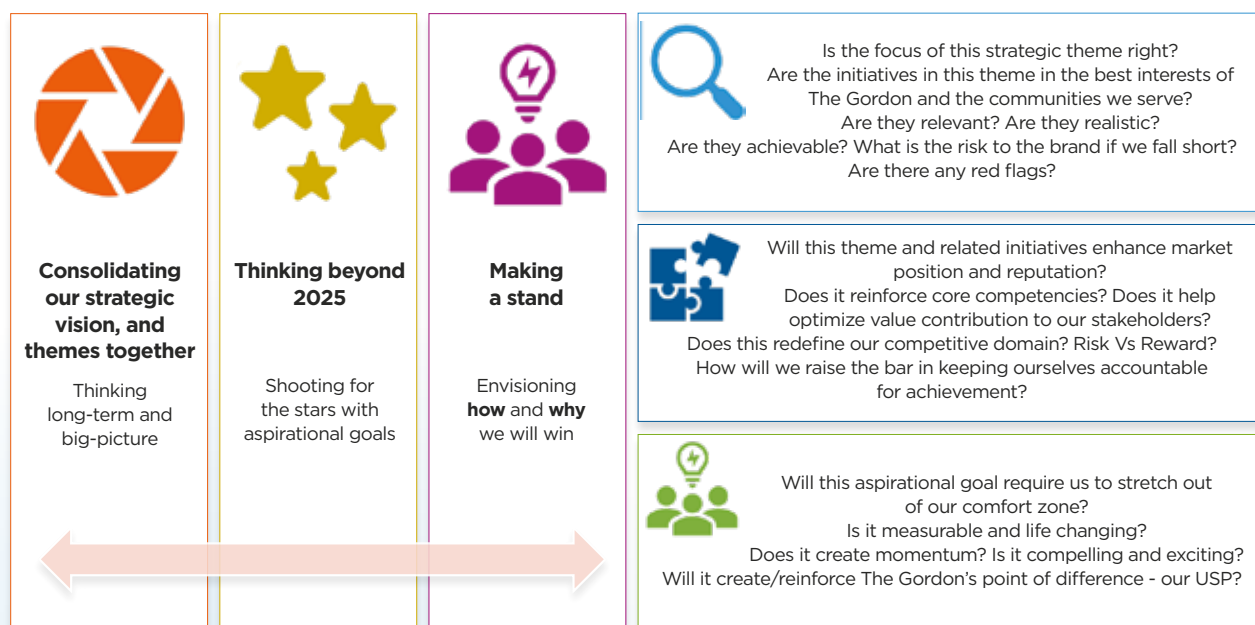 Consolidating
our strategic
vision, and
themes together
Thinking
long-term and
big-picture
Thinking beyond
2025
Shooting for
the stars with
aspirational goals
Making
a stand
Envisioning
how and why
we will win
Is the focus of this strategic theme right?
Are the initiatives in this theme in the best interests of
The Gordon and the communities we serve?
Are they relevant? Are they realistic?
Are they achievable? What is the risk to the brand if we fall short?
Are there any red flags?
Will this theme and related initiatives enhance market
position and reputation?
Does it reinforce core competencies? Does it help
optimize value contribution to our stakeholders?
Does this redefine our competitive domain? Risk Vs Reward?
How will we raise the bar in keeping ourselves accountable
for achievement?
Will this aspirational goal require us to stretch out
of our comfort zone?
Is it measurable and life changing?
Does it create momentum? Is it compelling and exciting?
Will it create/reinforce The Gordon's point of difference - our USP?